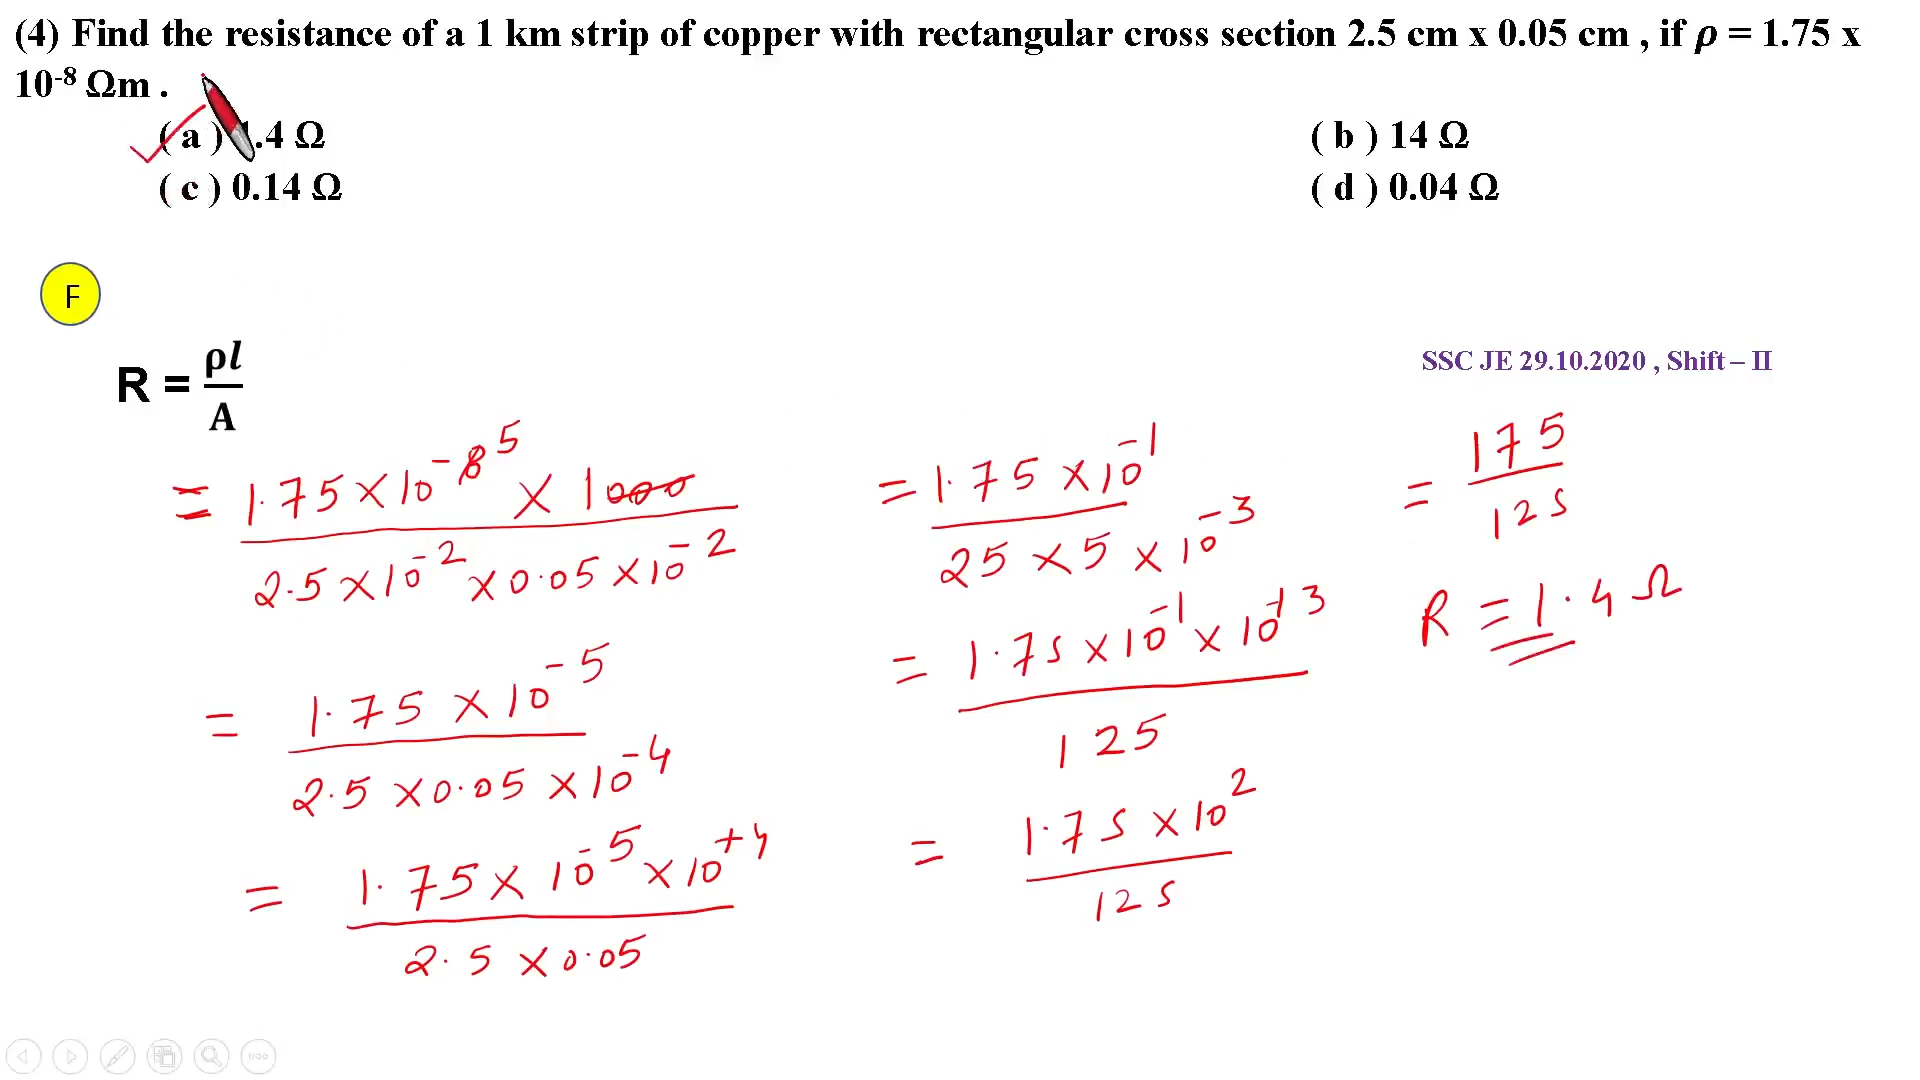 (4) Find the resistance of a 1 km strip of copper with rectangular cross section 2.5 cm x 0.05 cm , if ρ = 1.75 x
10⁻⁸ Ωm .
( a ) .4 Ω
( b ) 14 Ω
( c ) 0.14 Ω
( d ) 0.04 Ω
F
SSC JE 29.10.2020 , Shift – II
R = ρl / A
= 1.75 × 10⁻⁸ ⁵ × 1000 / 2.5 × 10⁻² × 0.05 × 10⁻²
= 1.75 × 10⁻⁵ / 2.5 × 0.05 × 10⁻⁴
= 1.75 × 10⁻⁵ × 10⁺⁴ / 2.5 × 0.05
= 1.75 × 10⁻¹ / 25 × 5 × 10⁻³
= 1.75 × 10⁻¹ × 10⁺³ / 125
= 1.75 × 10² / 125
= 175 / 125
R = 1.4 Ω